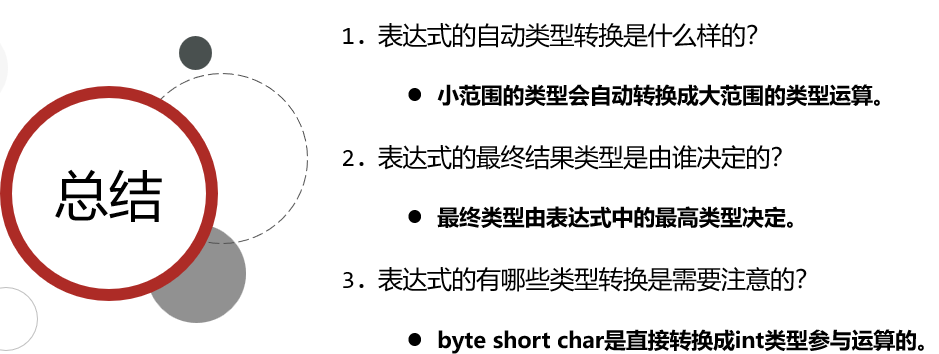 总结
1. 表达式的自动类型转换是什么样的？
● 小范围的类型会自动转换成大范围的类型运算。
2. 表达式的最终结果类型是由谁决定的？
● 最终类型由表达式中的最高类型决定。
3. 表达式的有哪些类型转换是需要注意的？
● byte short char是直接转换成int类型参与运算的。